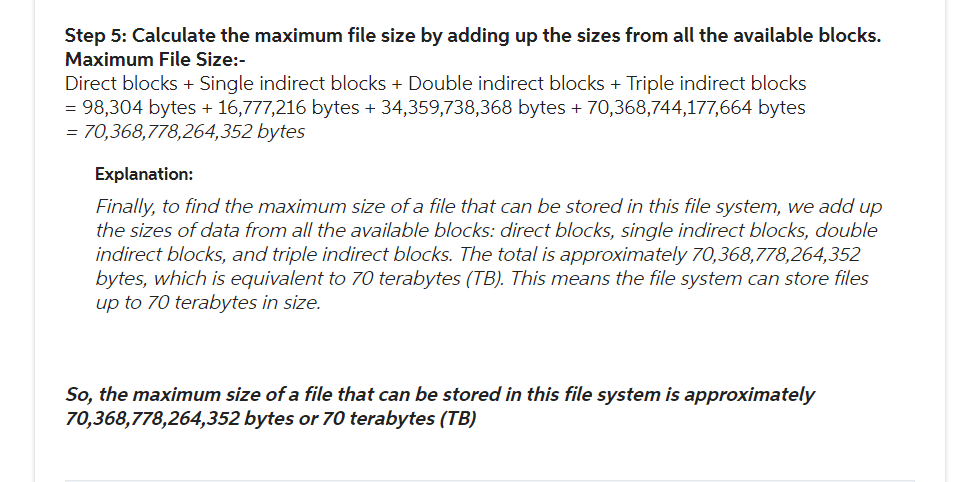 Step 5: Calculate the maximum file size by adding up the sizes from all the available blocks.
Maximum File Size:-
Direct blocks + Single indirect blocks + Double indirect blocks + Triple indirect blocks
= 98,304 bytes + 16,777,216 bytes + 34,359,738,368 bytes + 70,368,744,177,664 bytes
= 70,368,778,264,352 bytes
Explanation:
Finally, to find the maximum size of a file that can be stored in this file system, we add up
the sizes of data from all the available blocks: direct blocks, single indirect blocks, double
indirect blocks, and triple indirect blocks. The total is approximately 70,368,778,264,352
bytes, which is equivalent to 70 terabytes (TB). This means the file system can store files
up to 70 terabytes in size.
So, the maximum size of a file that can be stored in this file system is approximately
70,368,778,264,352 bytes or 70 terabytes (TB)